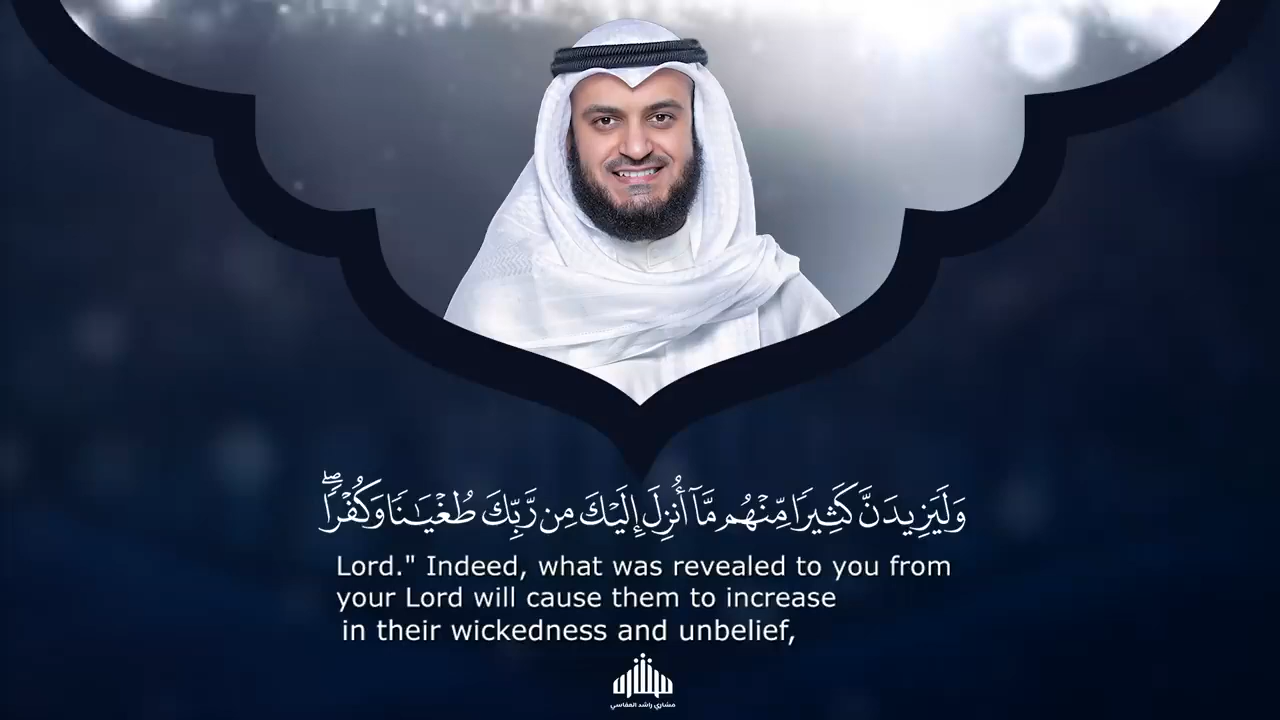 وَلَيَزِيدَنَّ كَثِيرًا مِّنْهُم مَّآ أُنزِلَ إِلَيْكَ مِن رَّبِّكَ طُغْيَـٰنًا وَكُفْرًا ۖ
Lord." Indeed, what was revealed to you from
your Lord will cause them to increase
in their wickedness and unbelief,
مشاري راشد العفاسي